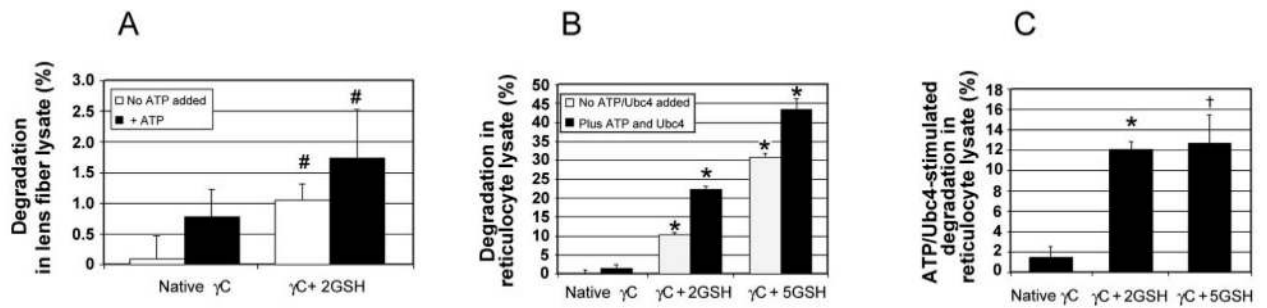 A
Degradation
in lens fiber lysate (%)
3.0
2.5
2.0
1.5
1.0
0.5
0
No ATP added
+ ATP
#
#
Native γC
γC+ 2GSH
B
Degradation in
reticulocyte lysate (%)
50
45
40
35
30
25
20
15
10
5
0
No ATP/Ubc4 added
Plus ATP and Ubc4
*
*
*
*
Native γC
γC + 2GSH
γC + 5GSH
C
ATP/Ubc4-stimulated
degradation in
reticulocyte lysate (%)
18
16
14
12
10
8
6
4
2
0
*
†
Native γC
γC + 2GSH
γC + 5GSH